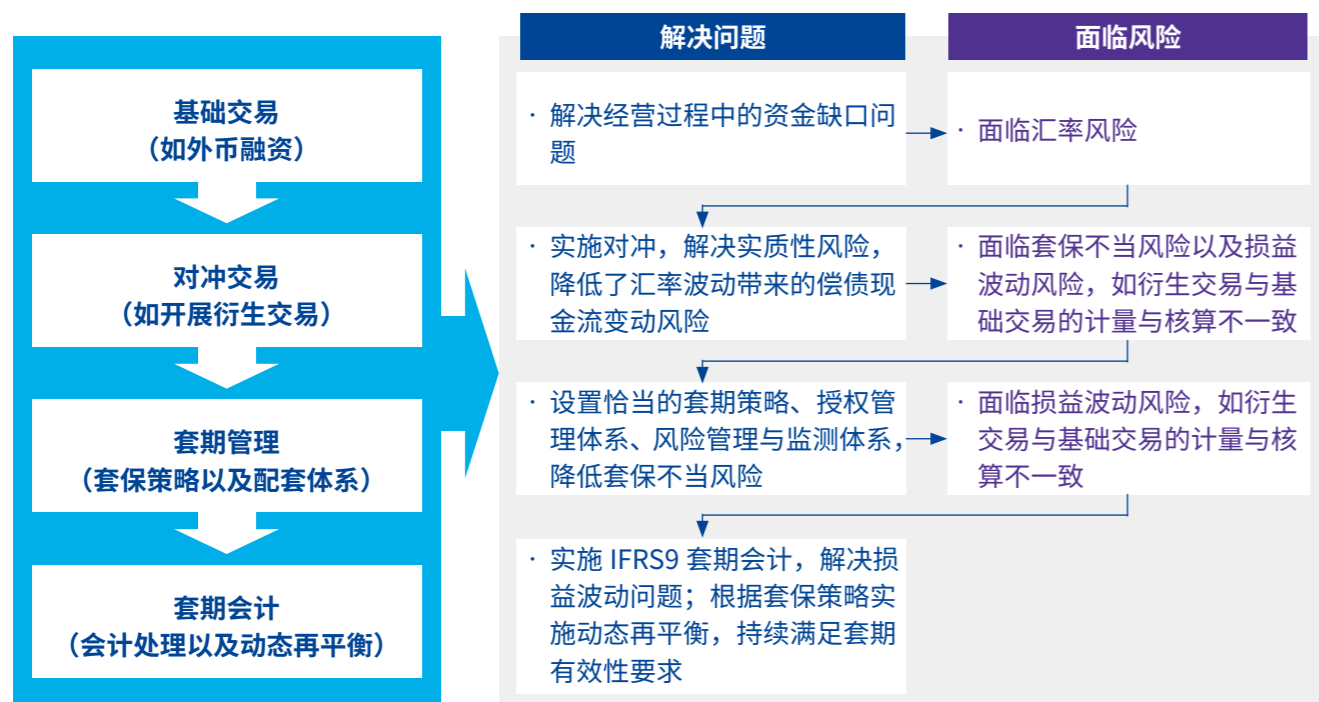 基础交易
（如外币融资）
对冲交易
（如开展衍生交易）
套期管理
（套保策略以及配套体系）
套期会计
（会计处理以及动态再平衡）
解决问题
面临风险
· 解决经营过程中的资金缺口问
题
· 面临汇率风险
· 实施对冲，解决实质性风险，
降低了汇率波动带来的偿债现
金流变动风险
· 面临套保不当风险以及损益
波动风险，如衍生交易与基
础交易的计量与核算不一致
· 设置恰当的套期策略、授权管
理体系、风险管理与监测体系，
降低套保不当风险
· 面临损益波动风险，如衍生
交易与基础交易的计量与核
算不一致
· 实施 IFRS9 套期会计，解决损
益波动问题；根据套保策略实
施动态再平衡，持续满足套期
有效性要求